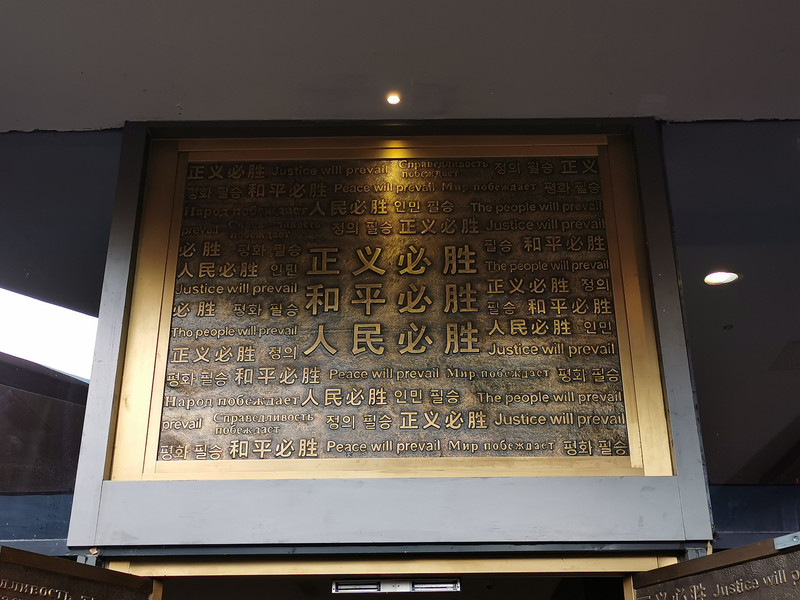 正义必胜 Justice will prevail Справедливость побеждает 정의 필승 正义
평화 필승 和平必胜 Peace will prevail Мир побеждает 평화 필승
Народ побеждает 人民必胜 인민 필승 The people will prevail
prevail Справедливость побеждает 정의 필승 正义必胜 Justice will prevail
必胜 평화 필승 필승 和平必胜
人民必胜 인민 正义必胜 The people will prevail
Justice will prevail 正义必胜 정의
必胜 평화 필승 和平必胜 필승 和平必胜
The people will prevail 人民必胜 人民必胜 인민
正义必胜 정의 Justice will prevail
평화 필승 和平必胜 Peace will prevail Мир побеждает 평화 필승
Народ побеждает 人民必胜 인민 필승 The people will prevail
prevail Справедливость побеждает 정의 필승 正义必胜 Justice will prevail
평화 필승 和平必胜 Peace will prevail Мир побеждает 평화 필승
正义必胜 Justice will